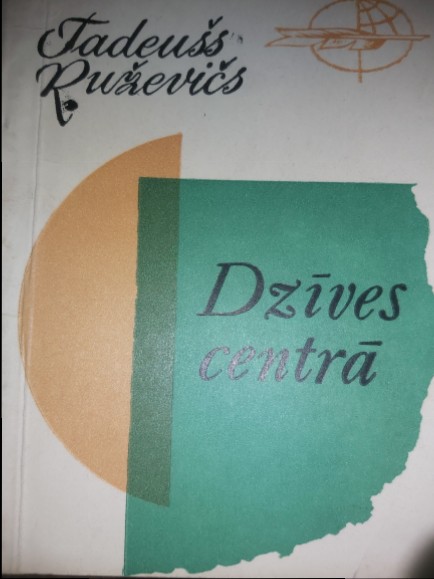 Tadeušs
Ruževičs
Dzīves
centrā